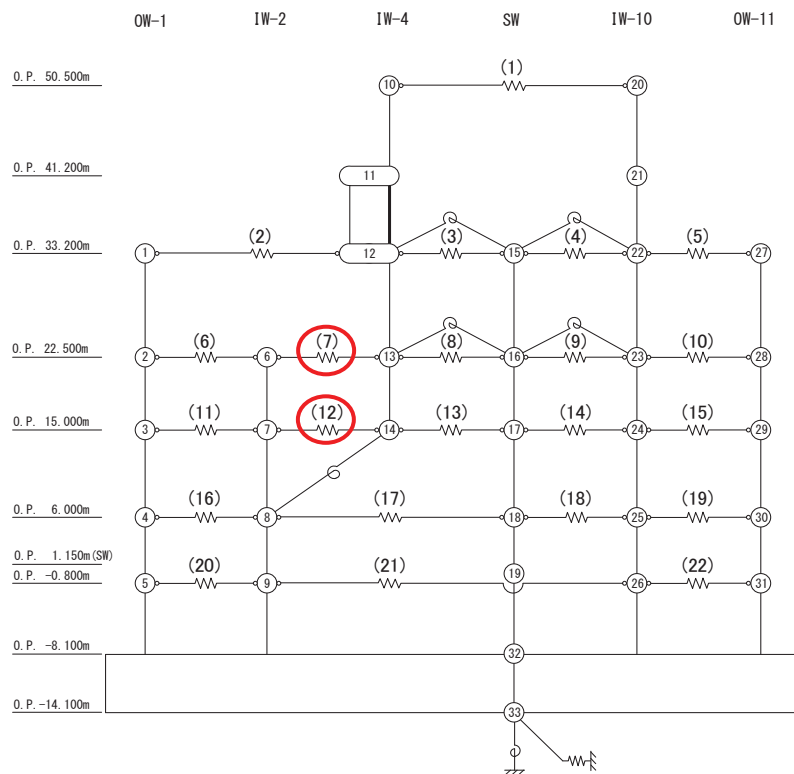 OW-1 IW-2 IW-4 SW IW-10 OW-11
(1)
O.P. 50.500m 10 20
O.P. 41.200m 11 21
(2) (3) (4) (5)
O.P. 33.200m 1 12 15 22 27
(6) (7) (8) (9) (10)
O.P. 22.500m 2 6 13 16 23 28
(11) (12) (13) (14) (15)
O.P. 15.000m 3 7 14 17 24 29
(16) (17) (18) (19)
O.P. 6.000m 4 8 18 25 30
O.P. 1.150m(SW) 19
(20) (21) (22)
O.P. -0.800m 5 9 26 31
O.P. -8.100m 32
O.P.-14.100m 33